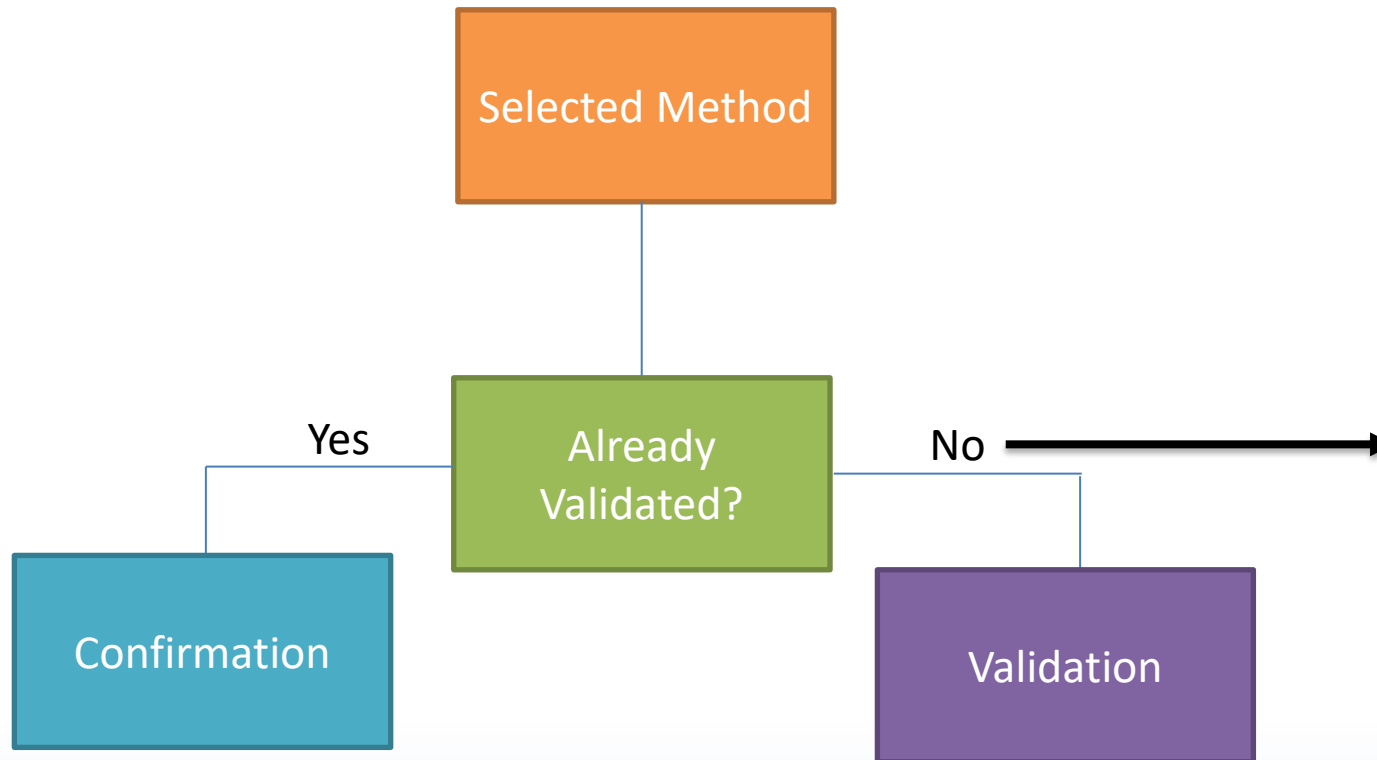 Selected Method
Yes
Already
Validated?
No
Confirmation
Validation